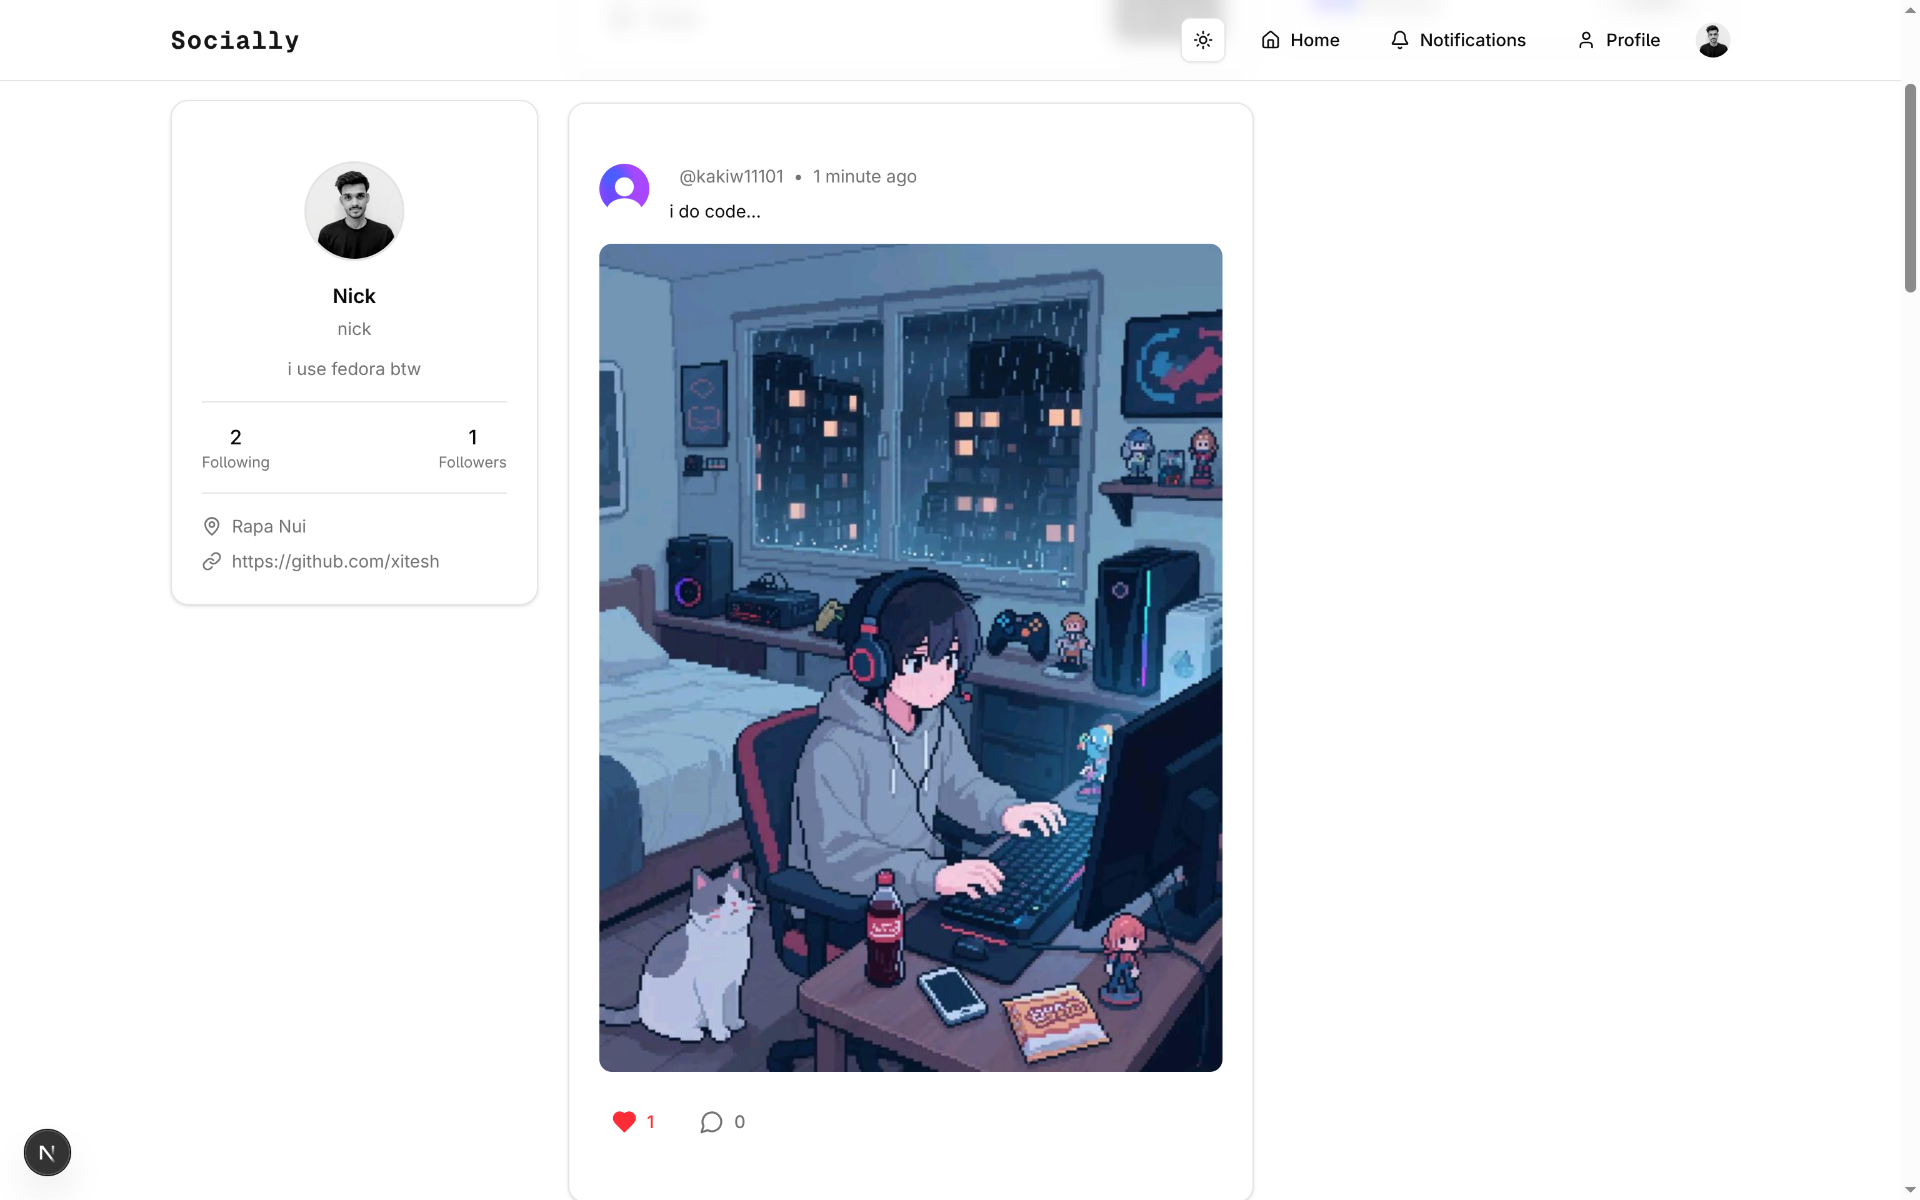 Socially
Home
Notifications
Profile
Nick
nick
i use fedora btw
2
Following
1
Followers
Rapa Nui
https://github.com/xitesh
@kakiw11101 • 1 minute ago
i do code...
1
0
N